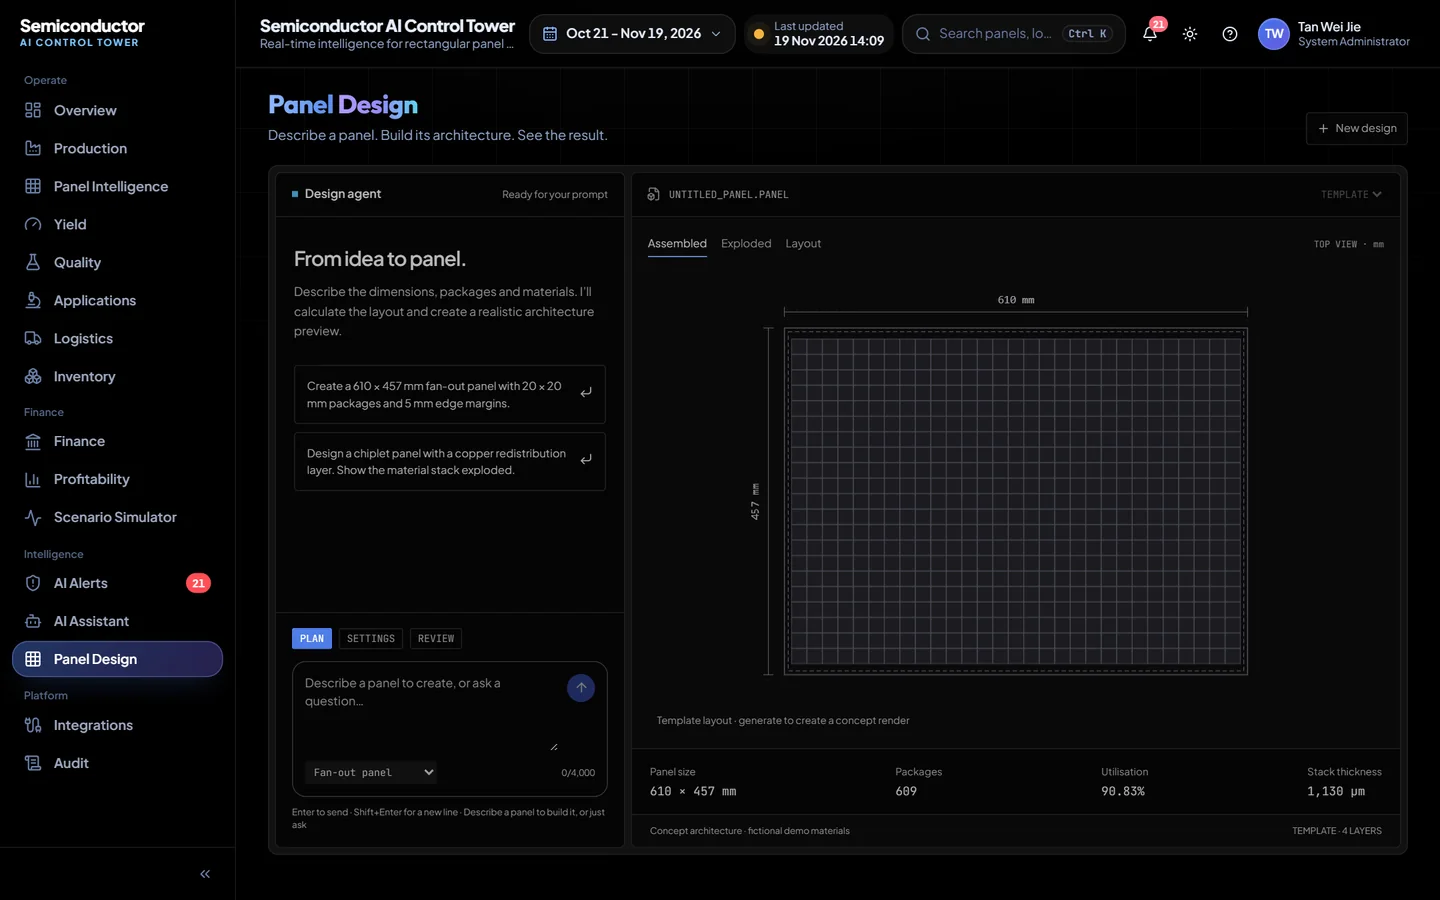 Semiconductor
AI CONTROL TOWER
Operate
Overview
Production
Panel Intelligence
Yield
Quality
Applications
Logistics
Inventory
Finance
Finance
Profitability
Scenario Simulator
Intelligence
AI Alerts
21
AI Assistant
Panel Design
Platform
Integrations
Audit
Semiconductor AI Control Tower
Real-time intelligence for rectangular panel ...
Oct 21 – Nov 19, 2026
Last updated
19 Nov 2026 14:09
Search panels, lo...
Ctrl K
21
TW
Tan Wei Jie
System Administrator
Panel Design
Describe a panel. Build its architecture. See the result.
New design
Design agent
Ready for your prompt
From idea to panel.
Describe the dimensions, packages and materials. I'll
calculate the layout and create a realistic architecture
preview.
Create a 610 × 457 mm fan-out panel with 20 × 20
mm packages and 5 mm edge margins.
Design a chiplet panel with a copper redistribution
layer. Show the material stack exploded.
PLAN
SETTINGS
REVIEW
Describe a panel to create, or ask a
question...
Fan-out panel
0/4,000
Enter to send · Shift+Enter for a new line · Describe a panel to build it, or just
ask
UNTITLED_PANEL.PANEL
TEMPLATE
Assembled
Exploded
Layout
TOP VIEW · mm
610 mm
457 mm
Template layout · generate to create a concept render
Panel size
610 × 457 mm
Packages
609
Utilisation
90.83%
Stack thickness
1,130 μm
Concept architecture · fictional demo materials
TEMPLATE · 4 LAYERS